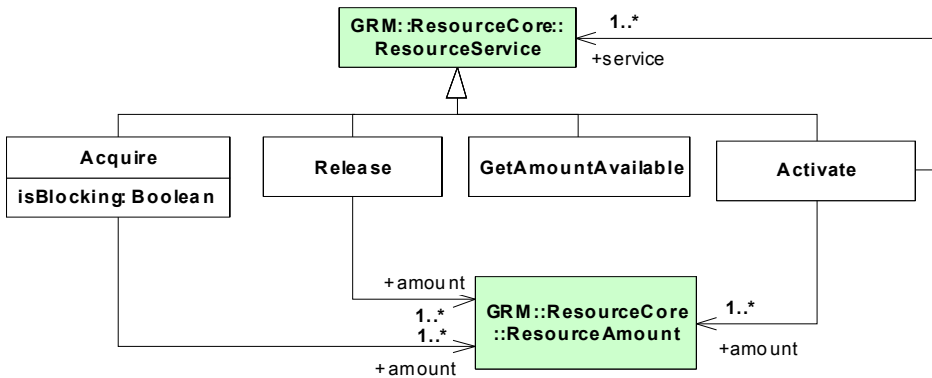 GRM::ResourceCore::
ResourceService
1..*
+service
Acquire
isBlocking: Boolean
Release
GetAmountAvailable
Activate
+amount
1..*
1..*
+amount
GRM::ResourceCore
::ResourceAmount
1..*
+amount